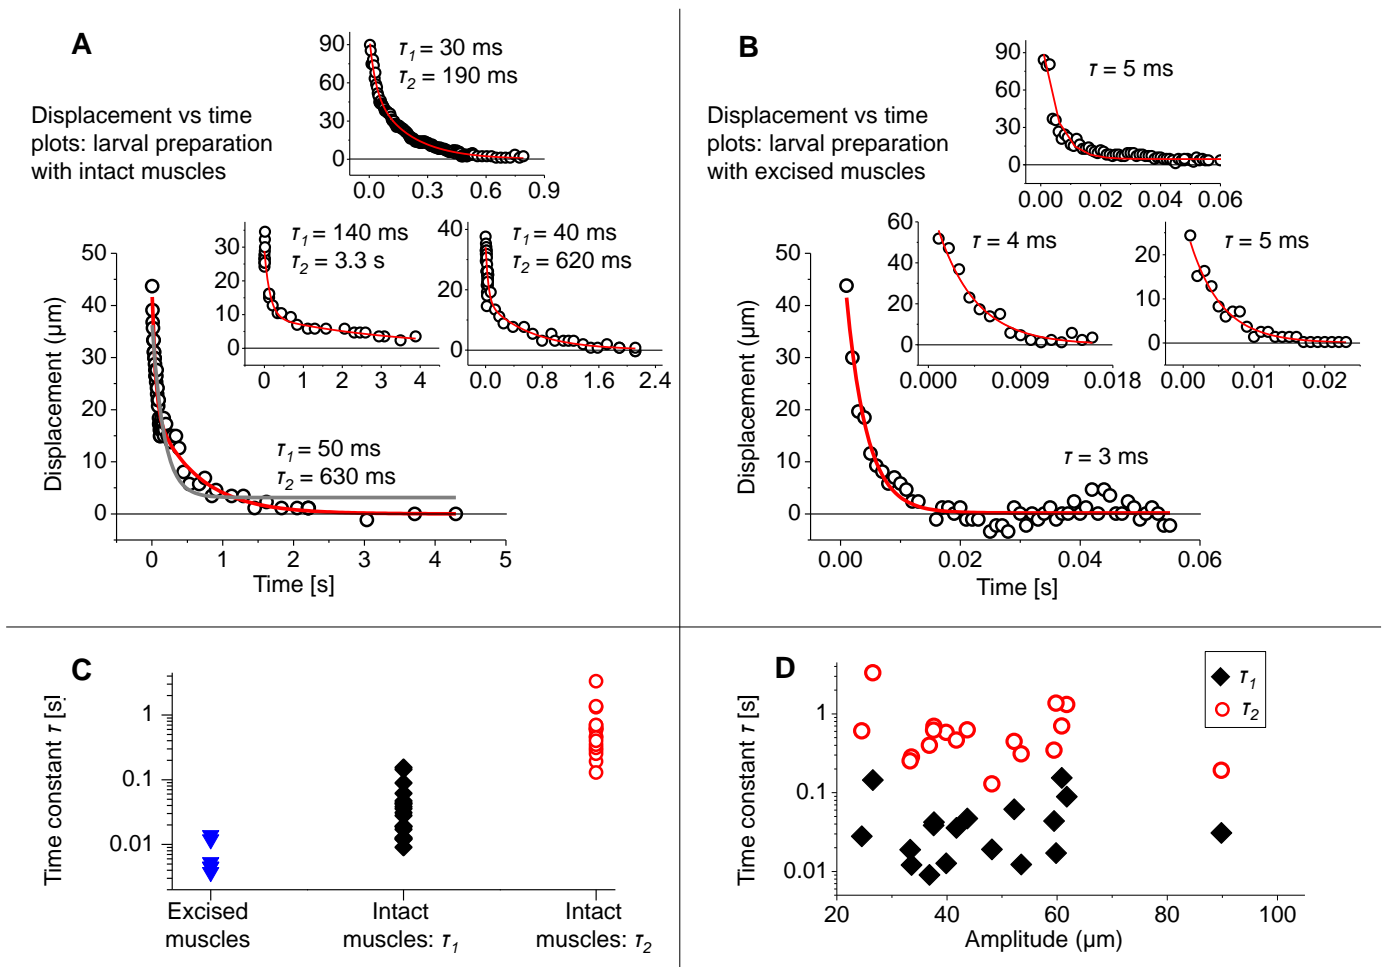 A
Displacement vs time
plots: larval preparation
with intact muscles
90
60
30
0
0.0 0.3 0.6 0.9
τ1 = 30 ms
τ2 = 190 ms
30
20
10
0
0 1 2 3 4
τ1 = 140 ms
τ2 = 3.3 s
40
20
0
0.0 0.8 1.6 2.4
τ1 = 40 ms
τ2 = 620 ms
Displacement (µm)
50
40
30
20
10
0
0 1 2 3 4 5
Time [s]
τ1 = 50 ms
τ2 = 630 ms
B
Displacement vs time
plots: larval preparation
with excised muscles
90
60
30
0
0.00 0.02 0.04 0.06
τ = 5 ms
60
40
20
0
0.000 0.009 0.018
τ = 4 ms
20
10
0
0.00 0.01 0.02
τ = 5 ms
Displacement (µm)
50
40
30
20
10
0
0.00 0.02 0.04 0.06
Time [s]
τ = 3 ms
C
Time constant τ [s]
1
0.1
0.01
Excised
muscles
Intact
muscles: τ1
Intact
muscles: τ2
D
Time constant τ [s]
1
0.1
0.01
20 40 60 80 100
Amplitude (µm)
τ1
τ2